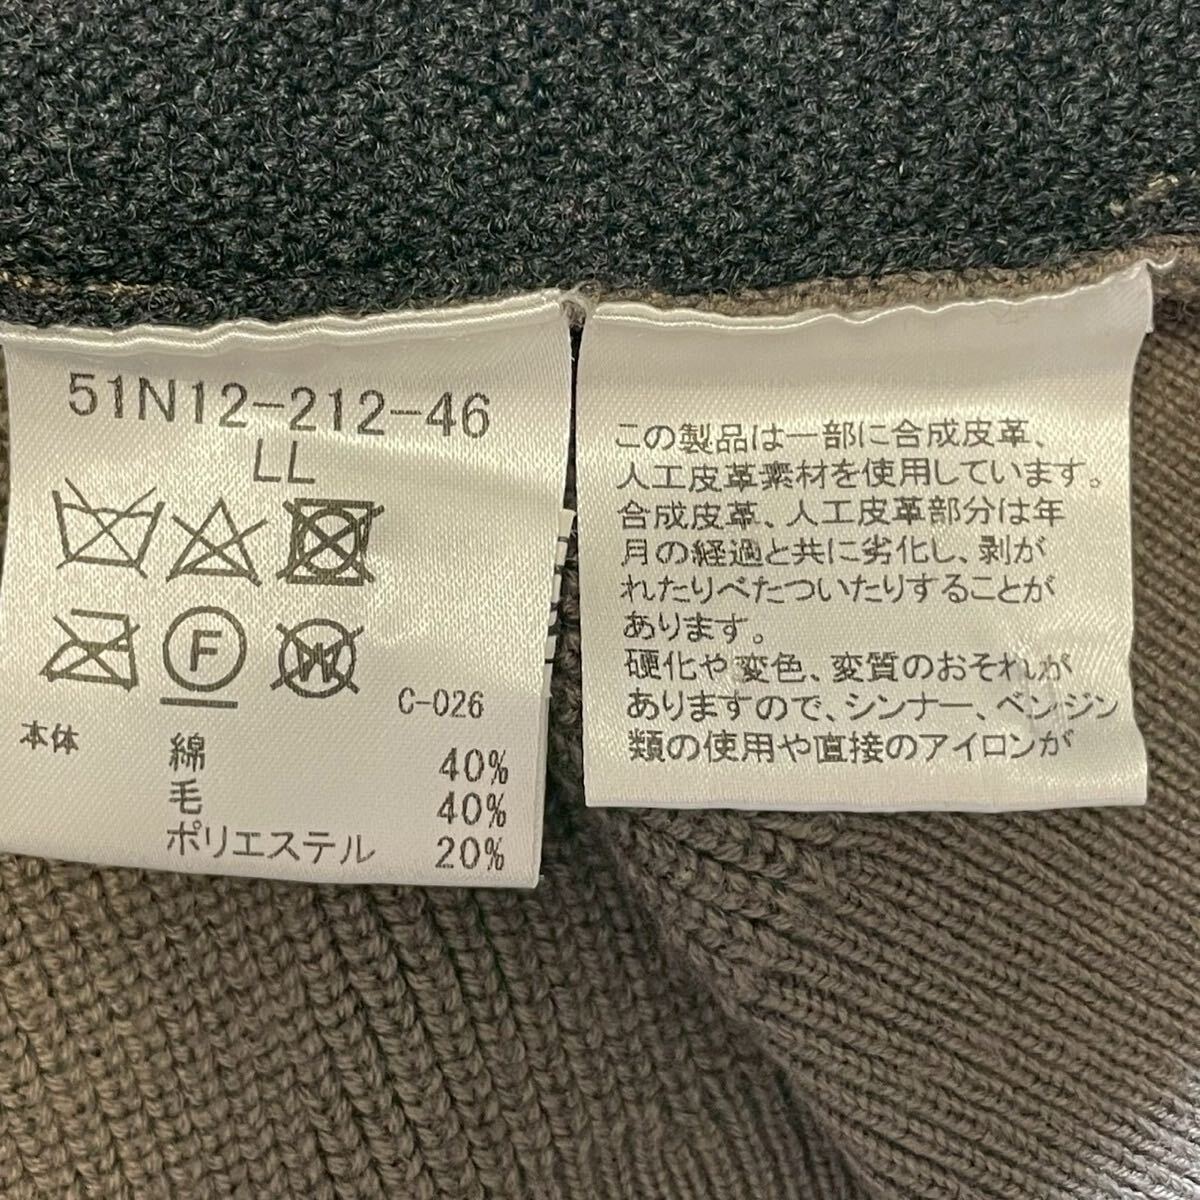 51N12-212-46
LL
F
W
C-026
本体
綿 40%
毛 40%
ポリエステル 20%
この製品は一部に合成皮革、
人工皮革素材を使用しています。
合成皮革、人工皮革部分は年
月の経過と共に劣化し、剥が
れたりべたついたりすることが
あります。
硬化や変色、変質のおそれが
ありますので、シンナー、ベンジン
類の使用や直接のアイロンが